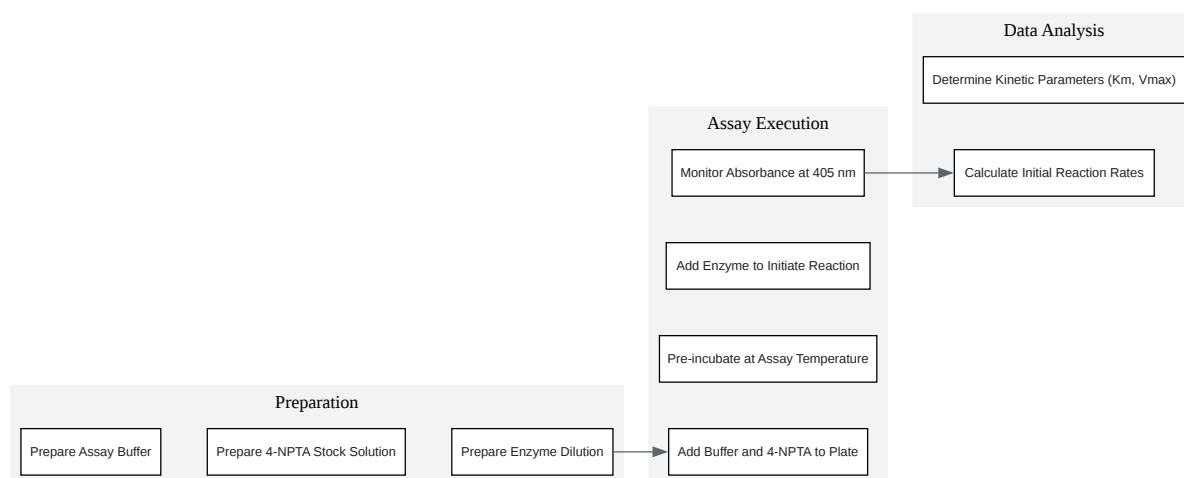 Data Analysis
Determine Kinetic Parameters (Km, Vmax)
Calculate Initial Reaction Rates
Assay Execution
Monitor Absorbance at 405 nm
Add Enzyme to Initiate Reaction
Pre-incubate at Assay Temperature
Add Buffer and 4-NPTA to Plate
Preparation
Prepare Assay Buffer
Prepare 4-NPTA Stock Solution
Prepare Enzyme Dilution